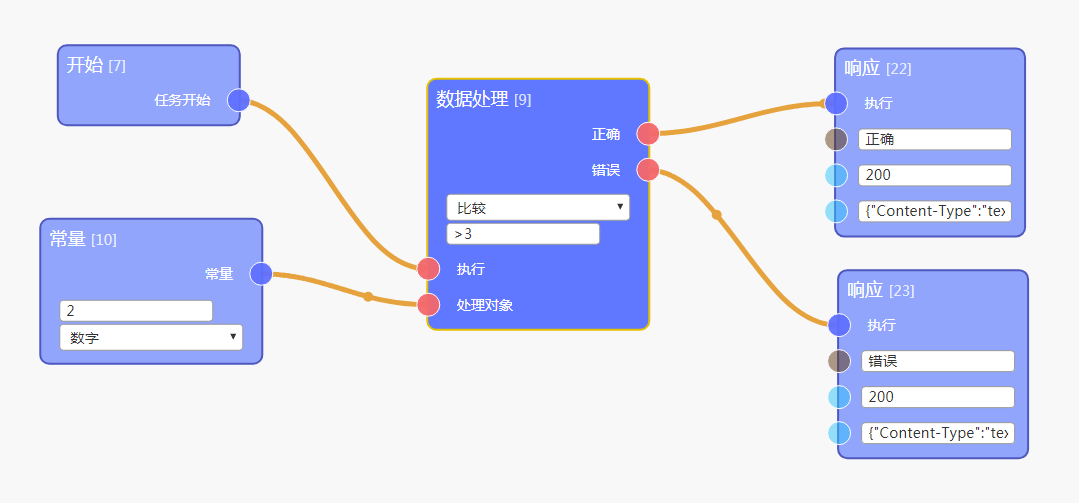 开始 [7]
任务开始
常量 [10]
常量
2
数字
数据处理 [9]
正确
错误
比较
>3
执行
处理对象
响应 [22]
执行
正确
200
{"Content-Type":"tex
响应 [23]
执行
错误
200
{"Content-Type":"tex